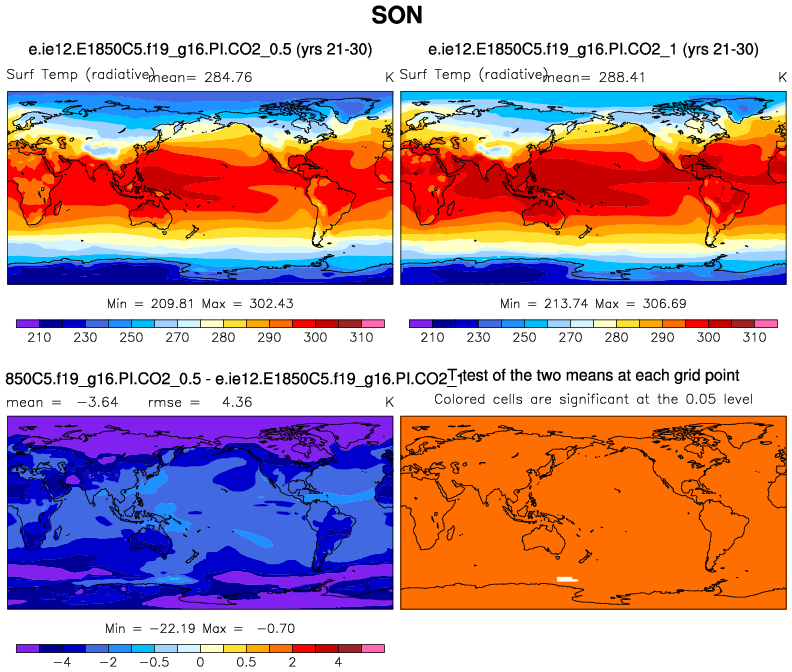 SON
e.ie12.E1850C5.f19_g16.PI.CO2_0.5 (yrs 21-30)
e.ie12.E1850C5.f19_g16.PI.CO2_1 (yrs 21-30)
Surf Temp (radiative) mean= 284.76 K
Surf Temp (radiative) mean= 288.41 K
Min = 209.81 Max = 302.43
Min = 213.74 Max = 306.69
210 230 250 270 280 290 300 310
210 230 250 270 280 290 300 310
850C5.f19_g16.PI.CO2_0.5 - e.ie12.E1850C5.f19_g16.PI.CO2_1
T-test of the two means at each grid point
mean = -3.64 rmse = 4.36 K
Colored cells are significant at the 0.05 level
Min = -22.19 Max = -0.70
-4 -2 -0.5 0 0.5 2 4